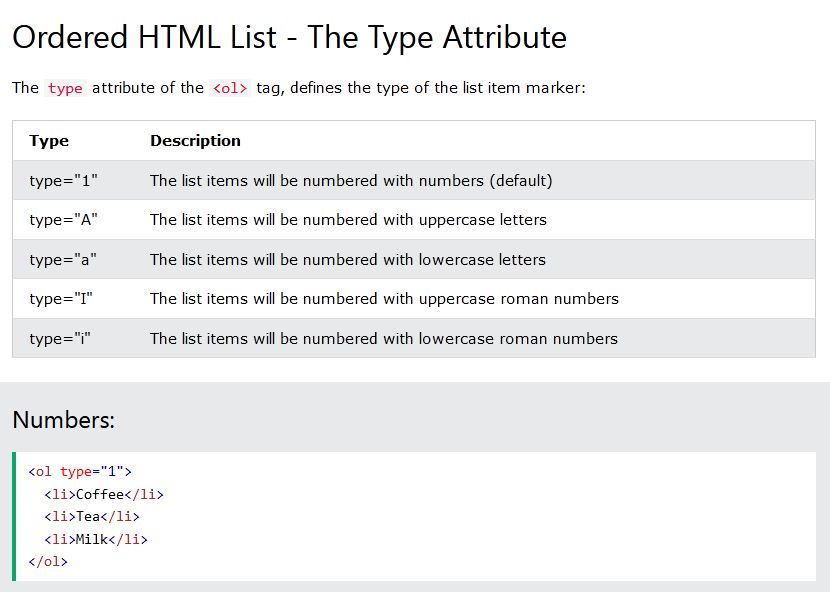 Ordered HTML List - The Type Attribute
The type attribute of the <ol> tag, defines the type of the list item marker:
Type Description
type="1" The list items will be numbered with numbers (default)
type="A" The list items will be numbered with uppercase letters
type="a" The list items will be numbered with lowercase letters
type="I" The list items will be numbered with uppercase roman numbers
type="i" The list items will be numbered with lowercase roman numbers
Numbers:
<ol type="1">
  <li>Coffee</li>
  <li>Tea</li>
  <li>Milk</li>
</ol>